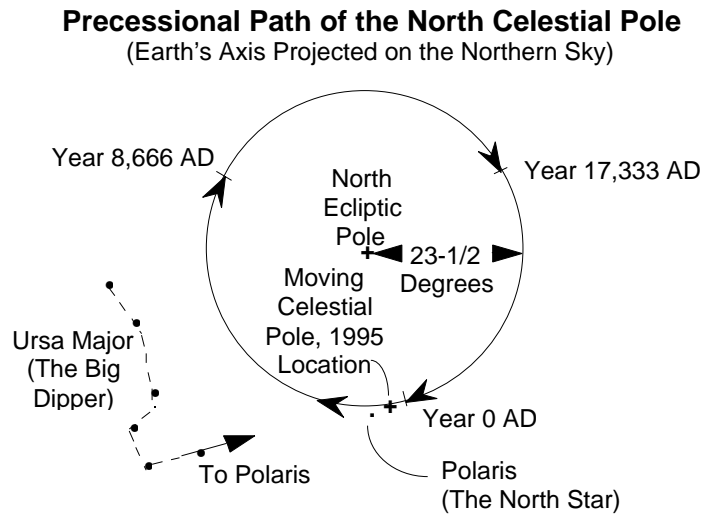 Precessional Path of the North Celestial Pole
(Earth's Axis Projected on the Northern Sky)
Year 8,666 AD
Year 17,333 AD
North
Ecliptic
Pole
23-1/2
Degrees
Moving
Celestial
Pole, 1995
Location
Ursa Major
(The Big
Dipper)
Year 0 AD
To Polaris
Polaris
(The North Star)